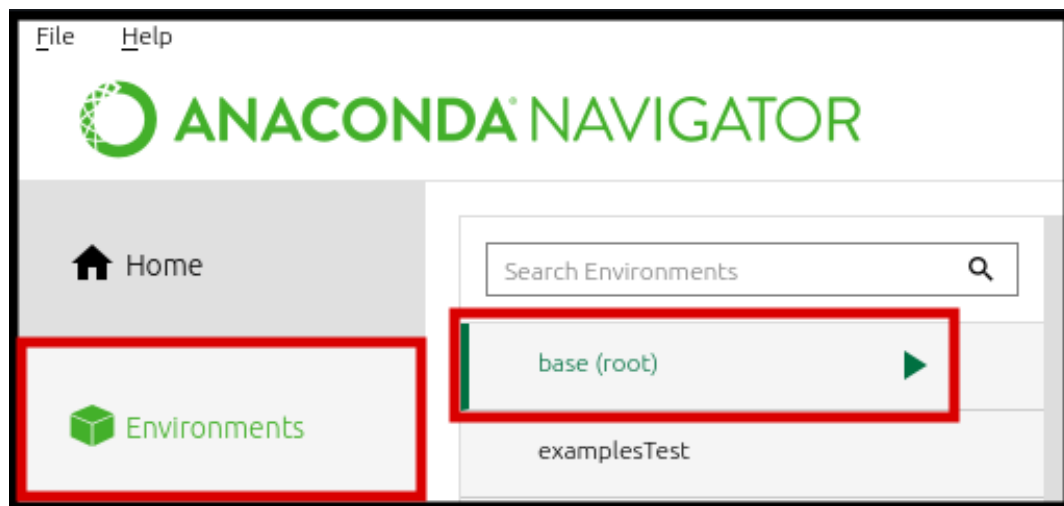 File Help
ANACONDA NAVIGATOR
Home
Search Environments
base (root)
Environments
examplesTest